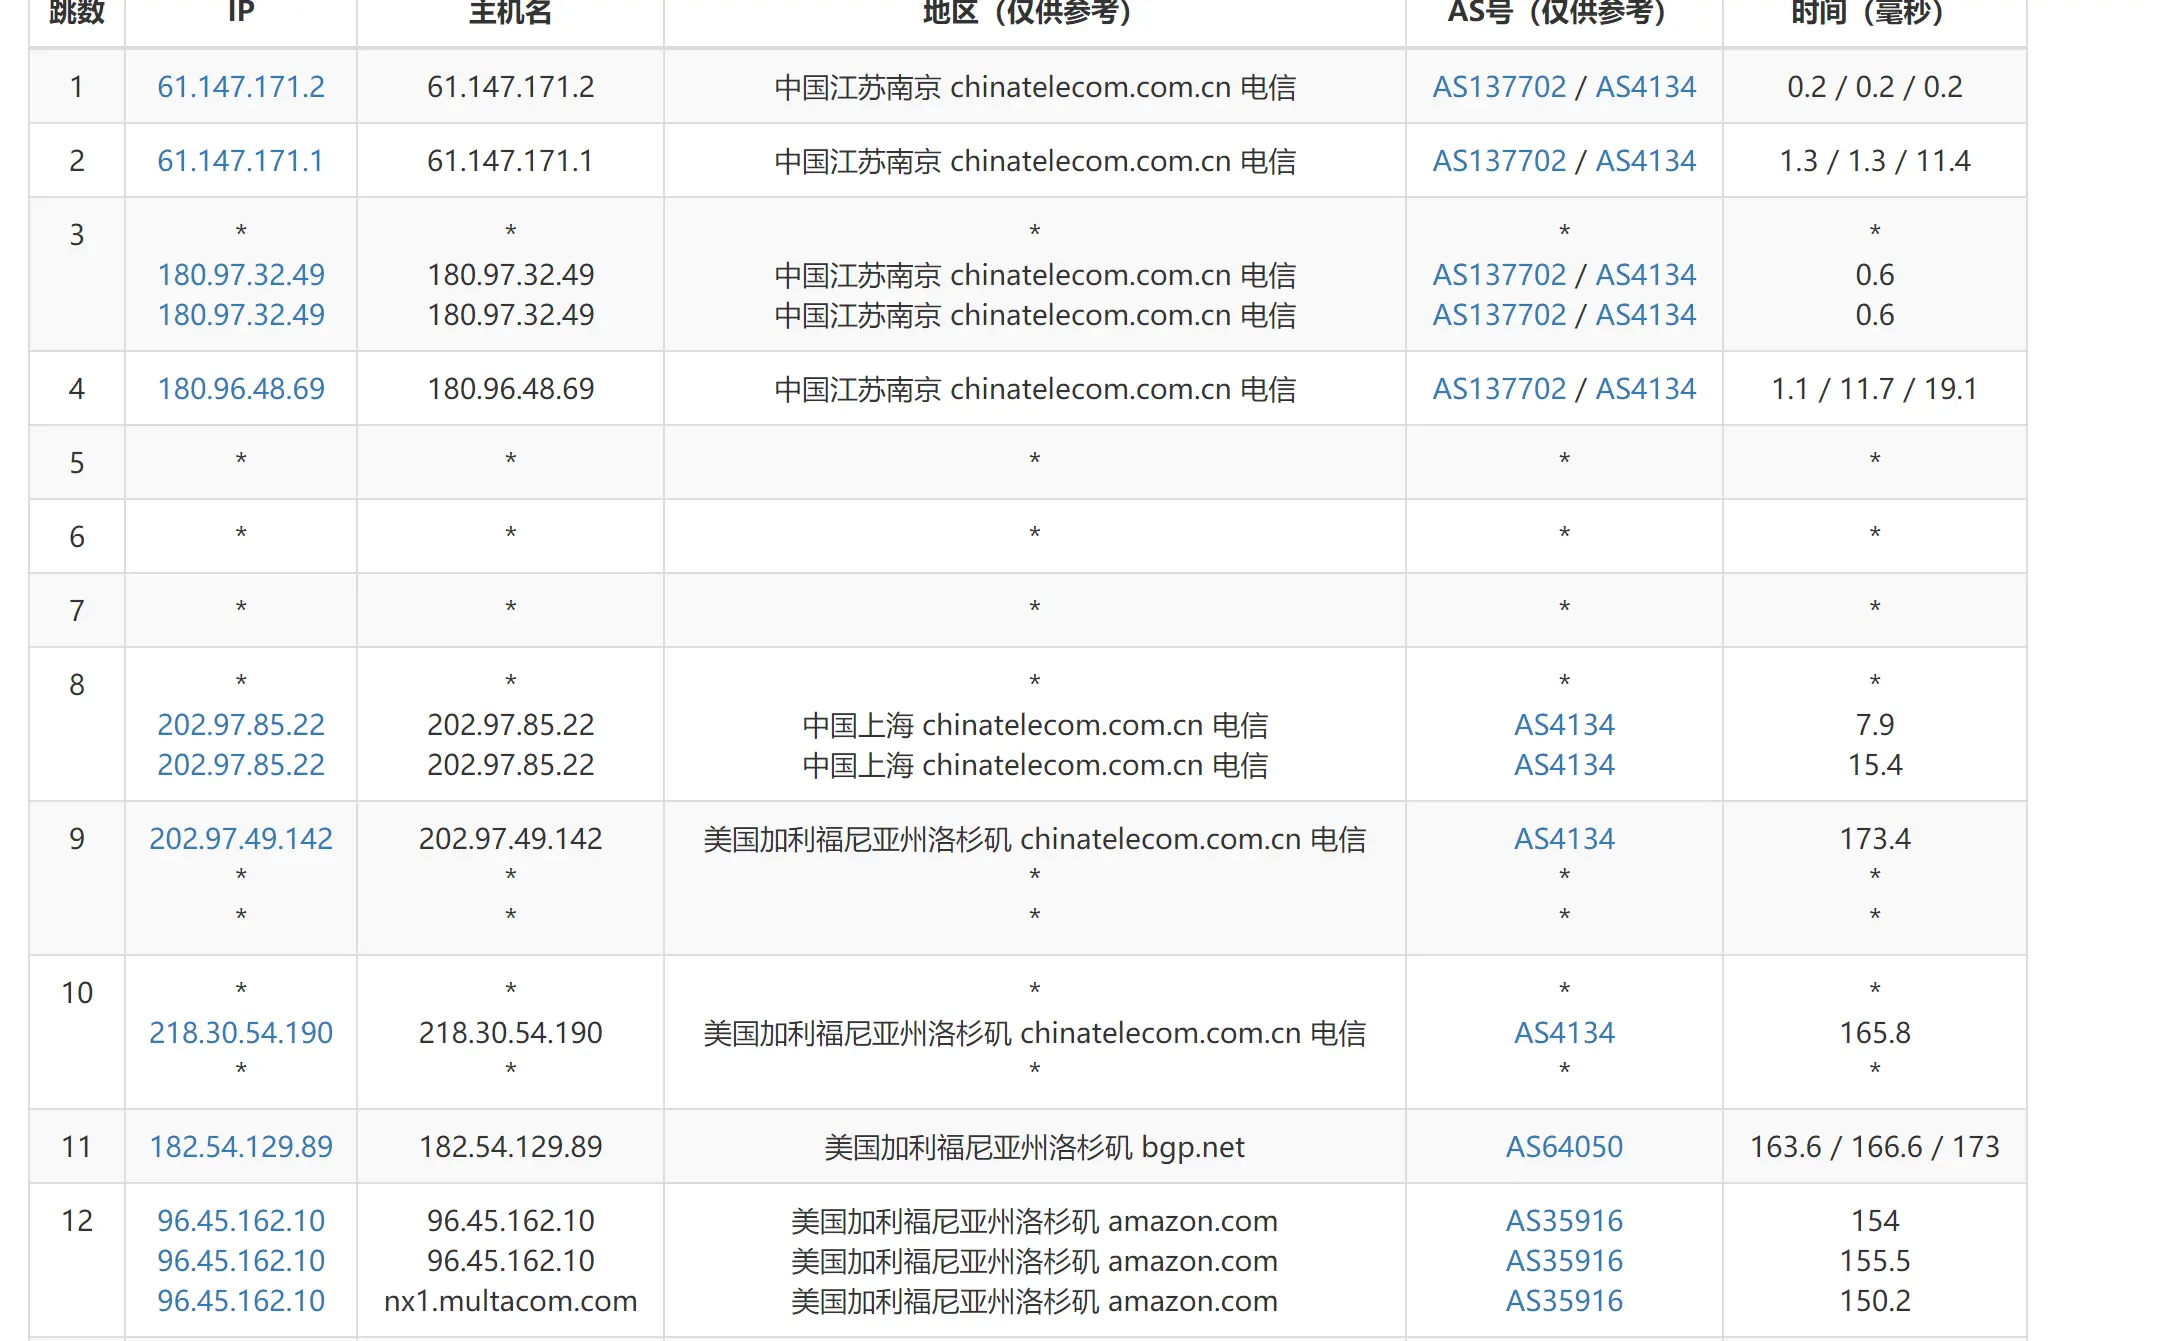 跳数 IP 主机名 地区（仅供参考） AS号（仅供参考） 时间（毫秒）
1 61.147.171.2 61.147.171.2 中国江苏南京 chinatelecom.com.cn 电信 AS137702 / AS4134 0.2 / 0.2 / 0.2
2 61.147.171.1 61.147.171.1 中国江苏南京 chinatelecom.com.cn 电信 AS137702 / AS4134 1.3 / 1.3 / 11.4
3 * * * * *
180.97.32.49 180.97.32.49 中国江苏南京 chinatelecom.com.cn 电信 AS137702 / AS4134 0.6
180.97.32.49 180.97.32.49 中国江苏南京 chinatelecom.com.cn 电信 AS137702 / AS4134 0.6
4 180.96.48.69 180.96.48.69 中国江苏南京 chinatelecom.com.cn 电信 AS137702 / AS4134 1.1 / 11.7 / 19.1
5 * * * * *
6 * * * * *
7 * * * * *
8 * * * * *
202.97.85.22 202.97.85.22 中国上海 chinatelecom.com.cn 电信 AS4134 7.9
202.97.85.22 202.97.85.22 中国上海 chinatelecom.com.cn 电信 AS4134 15.4
9 202.97.49.142 202.97.49.142 美国加利福尼亚州洛杉矶 chinatelecom.com.cn 电信 AS4134 173.4
* * * * *
* * * * *
10 * * * * *
218.30.54.190 218.30.54.190 美国加利福尼亚州洛杉矶 chinatelecom.com.cn 电信 AS4134 165.8
* * * * *
11 182.54.129.89 182.54.129.89 美国加利福尼亚州洛杉矶 bgp.net AS64050 163.6 / 166.6 / 173
12 96.45.162.10 96.45.162.10 美国加利福尼亚州洛杉矶 amazon.com AS35916 154
96.45.162.10 96.45.162.10 美国加利福尼亚州洛杉矶 amazon.com AS35916 155.5
96.45.162.10 nx1.multacom.com 美国加利福尼亚州洛杉矶 amazon.com AS35916 150.2